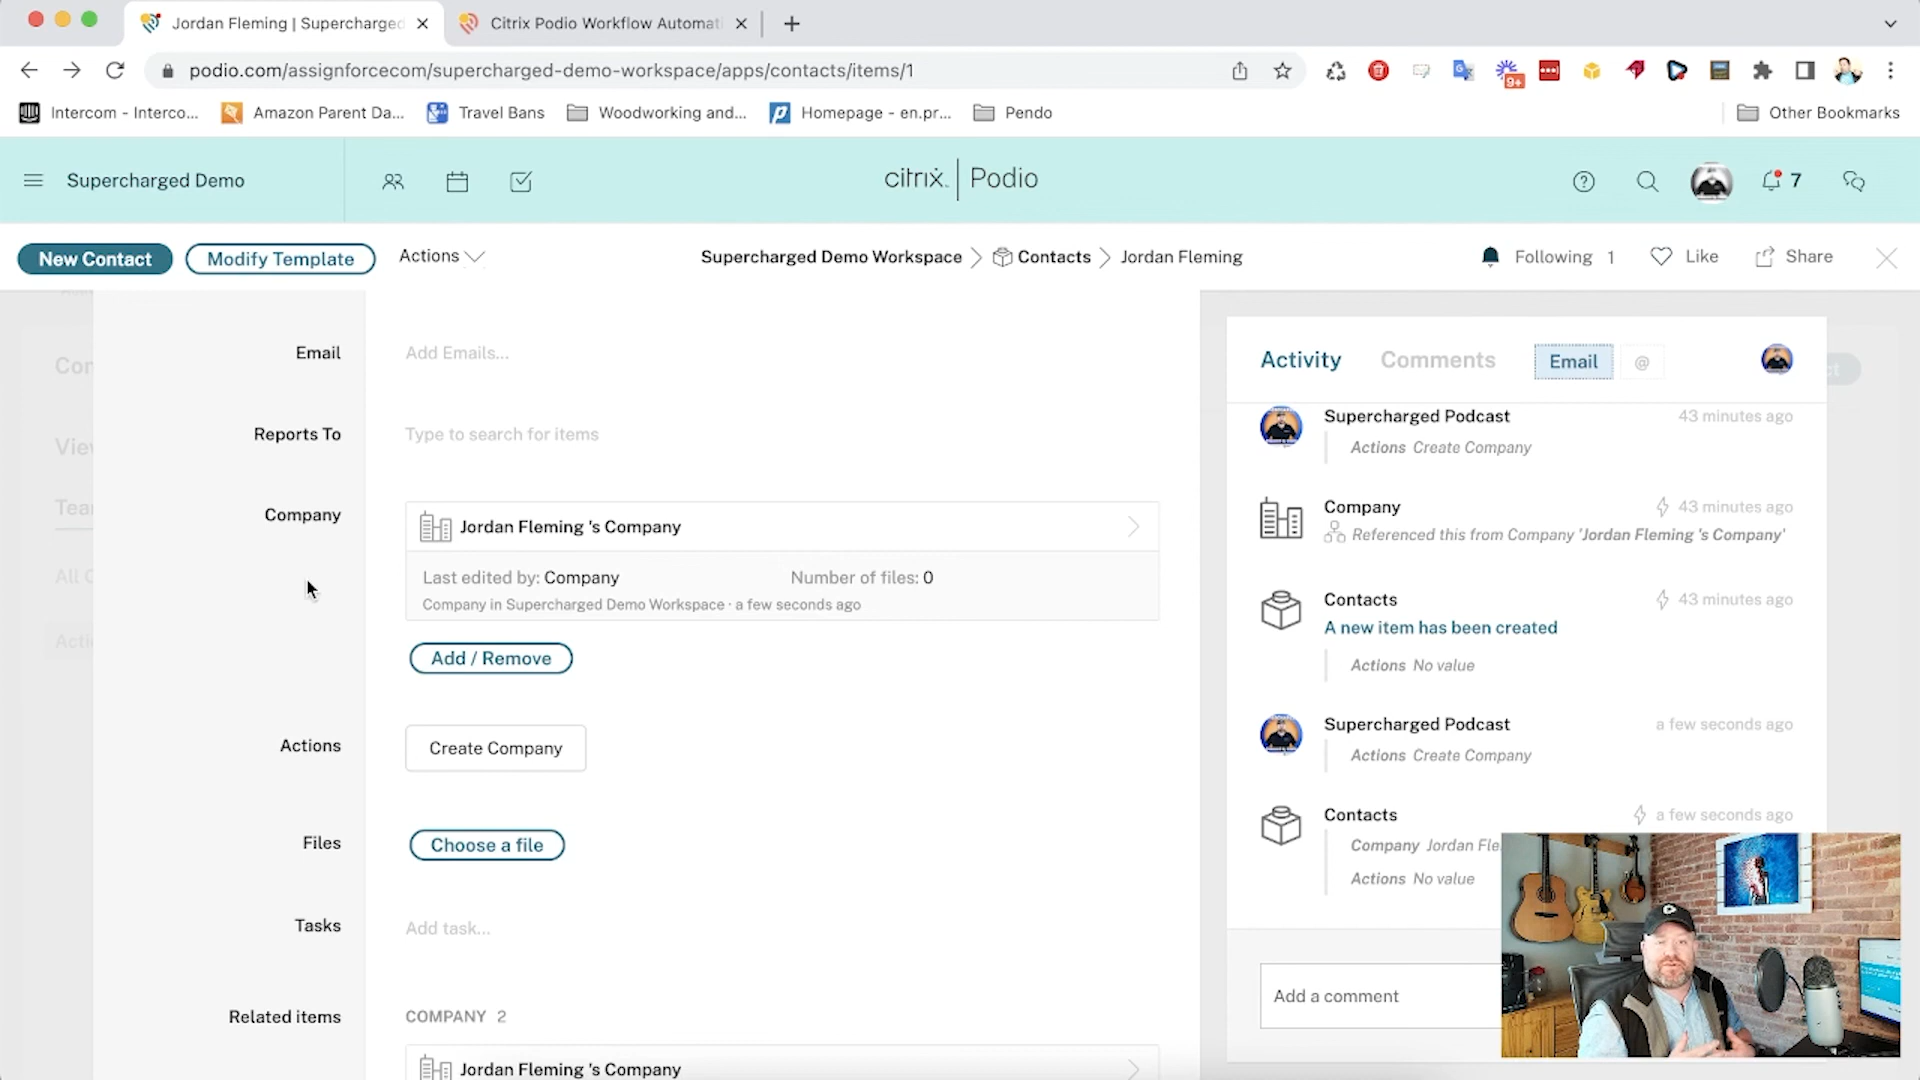 Jordan Fleming | Supercharged
Citrix Podio Workflow Automat
podio.com/assignforcecom/supercharged-demo-workspace/apps/contacts/items/1
9+
Intercom - Interco...
Amazon Parent Da...
Travel Bans
Woodworking and...
Homepage - en.pr...
Pendo
Other Bookmarks
Supercharged Demo
citrix. | Podio
7
New Contact
Modify Template
Actions
Supercharged Demo Workspace
Contacts
Jordan Fleming
Following 1
Like
Share
Con
View
Tea
All C
Acti
Email
Add Emails...
Reports To
Type to search for items
Company
Jordan Fleming 's Company
Last edited by: Company
Number of files: 0
Company in Supercharged Demo Workspace · a few seconds ago
Add / Remove
Actions
Create Company
Files
Choose a file
Tasks
Add task...
Related items
COMPANY 2
Jordan Fleming 's Company
Activity
Comments
Email
@
Supercharged Podcast
43 minutes ago
Actions Create Company
Company
43 minutes ago
Referenced this from Company 'Jordan Fleming 's Company'
Contacts
43 minutes ago
A new item has been created
Actions No value
Supercharged Podcast
a few seconds ago
Actions Create Company
Contacts
a few seconds ago
Company Jordan Fle
Actions No value
Add a comment